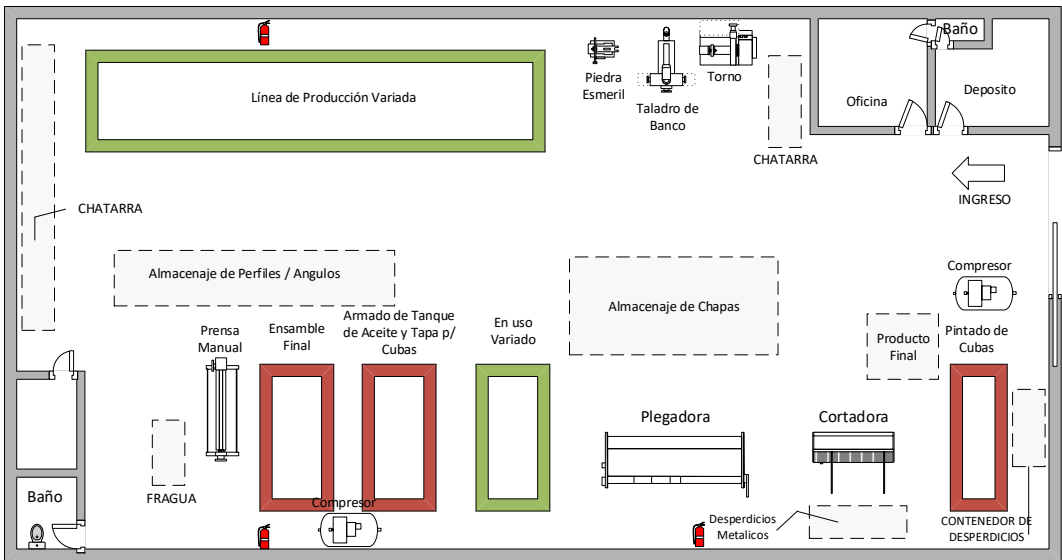 Baño
Línea de Producción Variada
Piedra
Esmeril
Taladro de
Banco
Torno
Oficina
Deposito
CHATARRA
INGRESO
CHATARRA
Almacenaje de Perfiles / Angulos
Almacenaje de Chapas
Compresor
Prensa
Manual
Ensamble
Final
Armado de Tanque
de Aceite y Tapa p/
Cubas
En uso
Variado
Producto
Final
Pintado de
Cubas
Plegadora
Cortadora
FRAGUA
Baño
Compresor
Desperdicios
Metalicos
CONTENEDOR DE
DESPERDICIOS